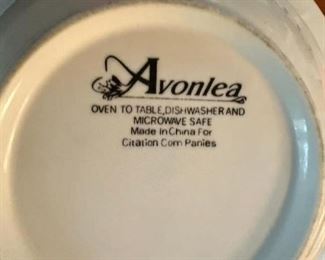 Avonlea
OVEN TO TABLE,DISHWASHER AND
MICROWAVE SAFE
Made in China For
Citation Com Panies